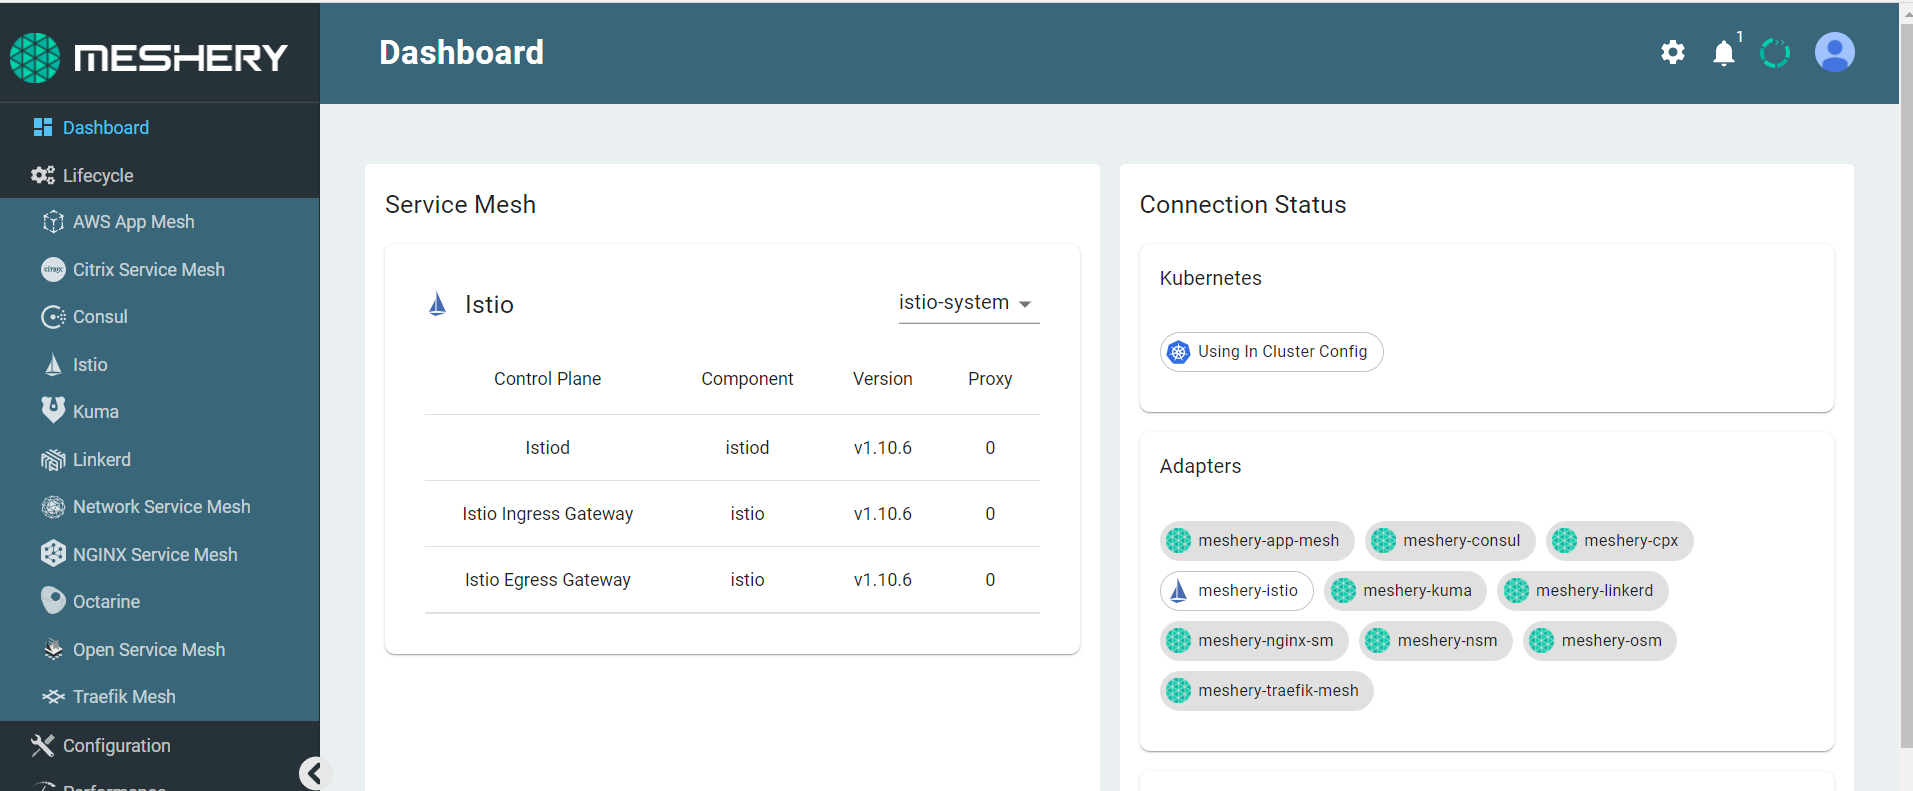 MESHERY
Dashboard
1
Dashboard
Lifecycle
AWS App Mesh
Citrix Service Mesh
Consul
Istio
Kuma
Linkerd
Network Service Mesh
NGINX Service Mesh
Octarine
Open Service Mesh
Traefik Mesh
Configuration
Performance
Service Mesh
Istio
istio-system
Control Plane Component Version Proxy
Istiod istiod v1.10.6 0
Istio Ingress Gateway istio v1.10.6 0
Istio Egress Gateway istio v1.10.6 0
Connection Status
Kubernetes
Using In Cluster Config
Adapters
meshery-app-mesh meshery-consul meshery-cpx
meshery-istio meshery-kuma meshery-linkerd
meshery-nginx-sm meshery-nsm meshery-osm
meshery-traefik-mesh